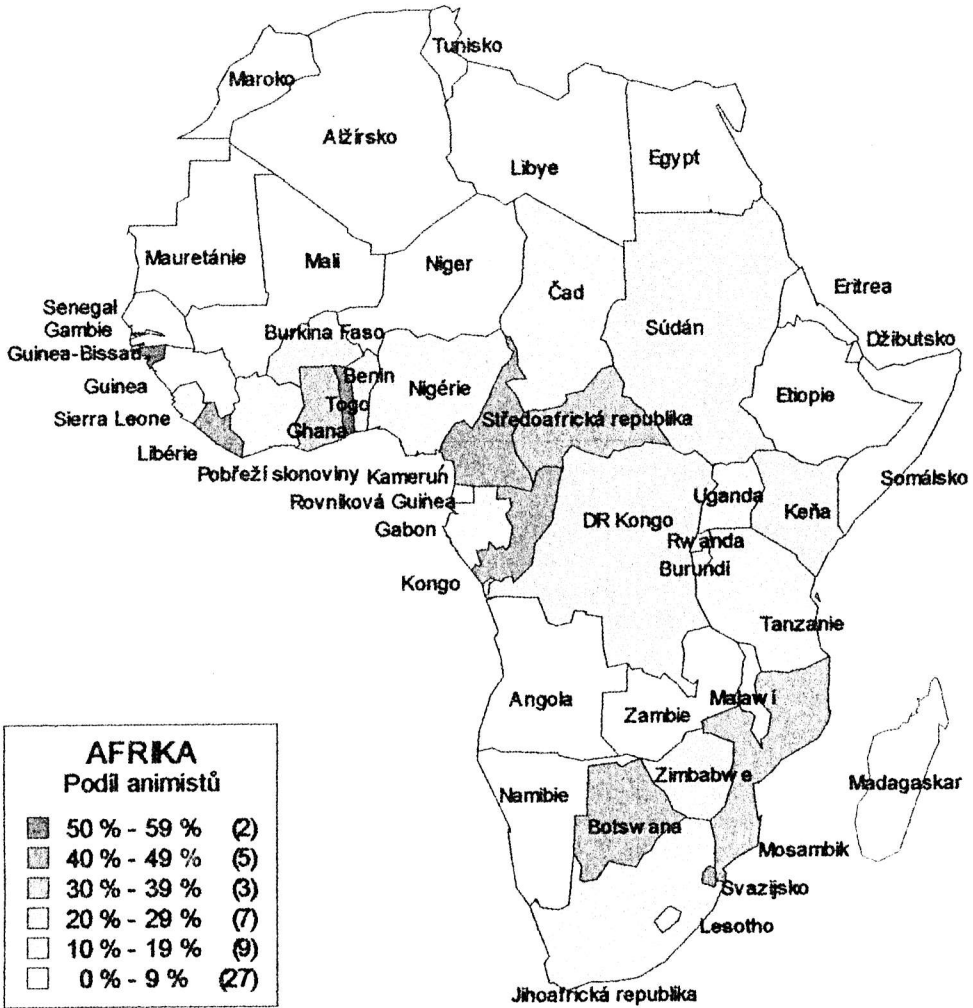 Tunisko
Maroko
Alžírsko
Libye
Egypt
Mauretánie
Mali
Niger
Čad
Súdán
Eritrea
Senegal
Gambie
Džibutsko
Guinea-Bissau
Burkina Faso
Benin
Nigérie
Guinea
Togo
Etiopie
Sierra Leone
Ghana
Středoafrická republika
Libérie
Pobřeží slonoviny
Kameruň
Somálsko
Rovníková Guinea
Uganda
Keňa
Gabon
DR Kongo
Rwanda
Kongo
Burundi
Tanzanie
Angola
Zambie
Malawi
Zimbabwe
Madagaskar
Namibie
Botswana
Mosambik
Svazijsko
Lesotho
Jihoafrická republika
AFRIKA
Podíl animistů
50 % - 59 % (2)
40 % - 49 % (5)
30 % - 39 % (3)
20 % - 29 % (7)
10 % - 19 % (9)
0 % - 9 % (27)